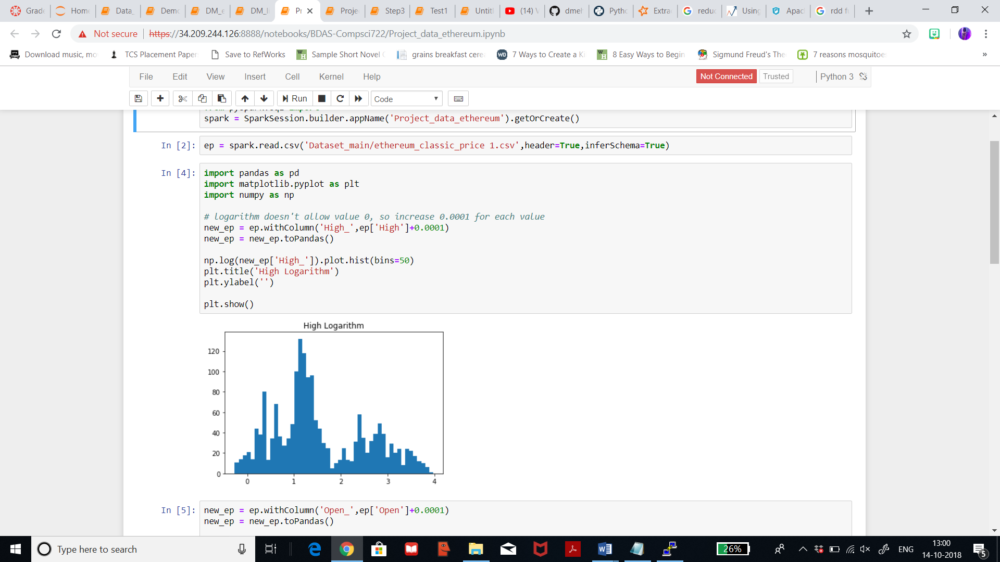 Grade
Home
Data_
Demo
DM_e
DM_li
Pr
Proje
Step3
Test1
Untitl
(14) V
dmeh
Pytho
Extra
reduc
Using
Apac
rdd f
Not secure
https://34.209.244.126:8888/notebooks/BDAS-Compsci722/Project_data_ethereum.ipynb
Download music, mo
TCS Placement Paper
Save to RefWorks
Sample Short Novel
grains breakfast cere
7 Ways to Create a Ki
8 Easy Ways to Begin
Sigmund Freud's The
7 reasons mosquitoe
»
File
Edit
View
Insert
Cell
Kernel
Help
Not Connected
Trusted
Python 3
Run
Code
spark = SparkSession.builder.appName('Project_data_ethereum').getOrCreate()
In [2]: ep = spark.read.csv('Dataset_main/ethereum_classic_price 1.csv',header=True,inferSchema=True)
In [4]: import pandas as pd
import matplotlib.pyplot as plt
import numpy as np
# logarithm doesn't allow value 0, so increase 0.0001 for each value
new_ep = ep.withColumn('High_',ep['High']+0.0001)
new_ep = new_ep.toPandas()
np.log(new_ep['High_']).plot.hist(bins=50)
plt.title('High Logarithm')
plt.ylabel('')
plt.show()
High Logarithm
120
100
80
60
40
20
0
0 1 2 3 4
In [5]: new_ep = ep.withColumn('Open_',ep['Open']+0.0001)
new_ep = new_ep.toPandas()
Type here to search
26%
ENG
13:00
14-10-2018
5